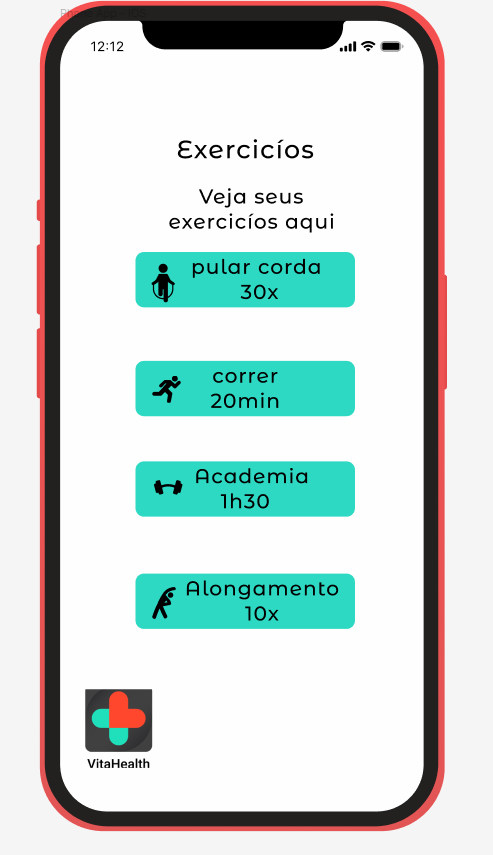 12:12
Exercicíos
Veja seus
exercicíos aqui
pular corda
30x
correr
20min
Academia
1h30
Alongamento
10x
VitaHealth